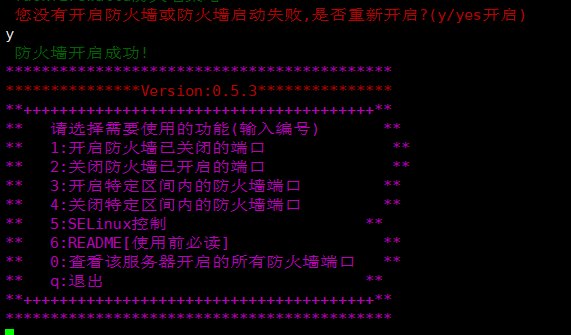 您没有开启防火墙或防火墙启动失败,是否重新开启?(y/yes开启)
y
防火墙开启成功!
*******************************************
***************Version:0.5.3***************
**+++++++++++++++++++++++++++++++++++++++**
** 请选择需要使用的功能(输入编号) **
** 1:开启防火墙已关闭的端口 **
** 2:关闭防火墙已开启的端口 **
** 3:开启特定区间内的防火墙端口 **
** 4:关闭特定区间内的防火墙端口 **
** 5:SELinux控制 **
** 6:README[使用前必读] **
** 0:查看该服务器开启的所有防火墙端口 **
** q:退出 **
**+++++++++++++++++++++++++++++++++++++++**
*******************************************